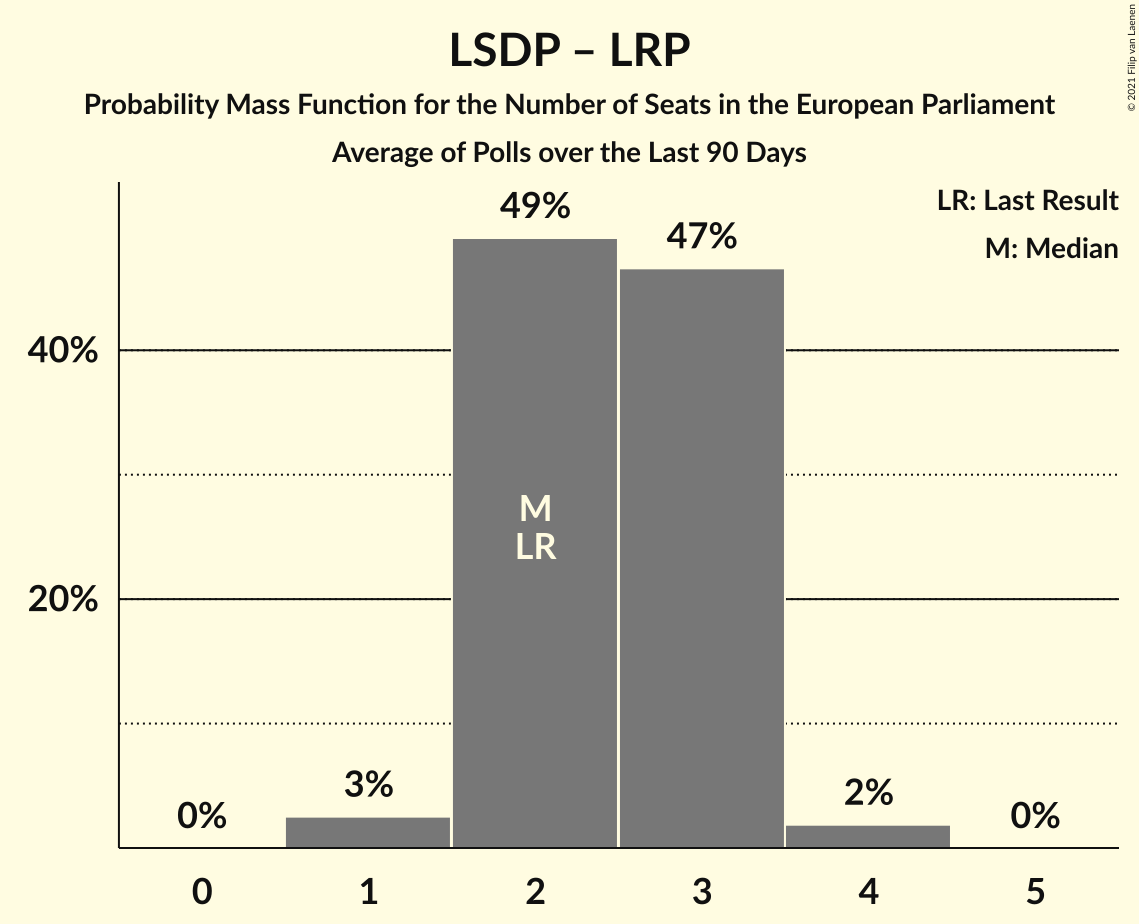 LSDP – LRP
Probability Mass Function for the Number of Seats in the European Parliament
Average of Polls over the Last 90 Days
© 2021 Filip van Laenen
LR: Last Result
M: Median
49%
47%
40%
M
LR
20%
3%
2%
0%
0%
0 1 2 3 4 5